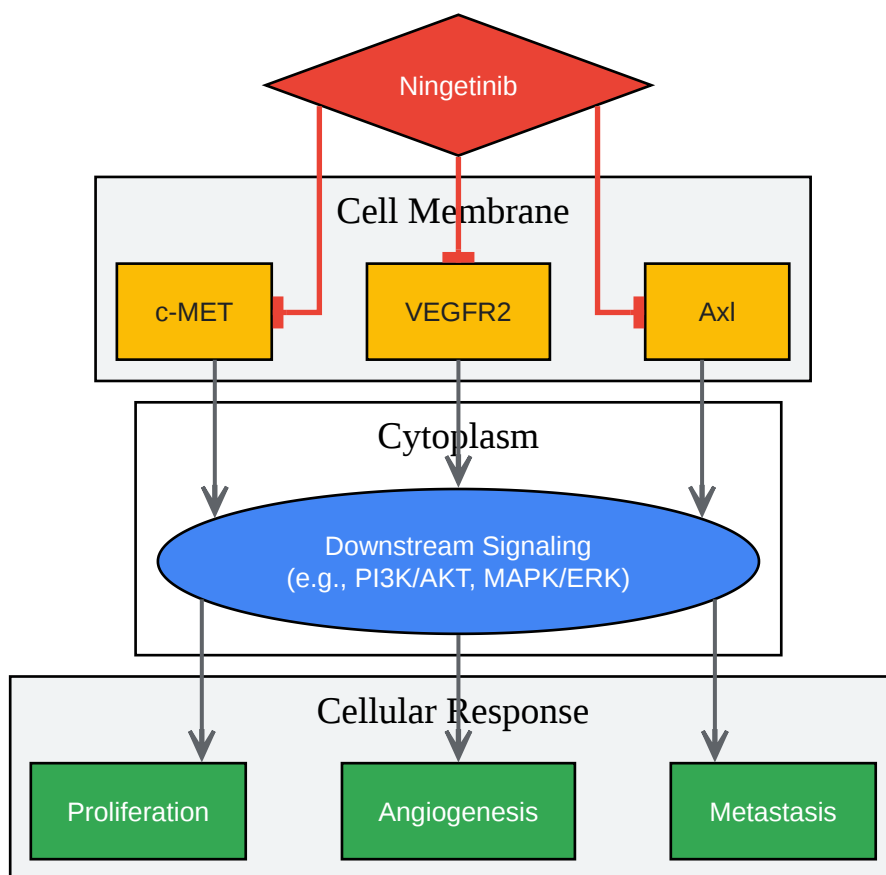 Ningetinib
Cell Membrane
c-MET
VEGFR2
Axl
Cytoplasm
Downstream Signaling
(e.g., PI3K/AKT, MAPK/ERK)
Cellular Response
Proliferation
Angiogenesis
Metastasis